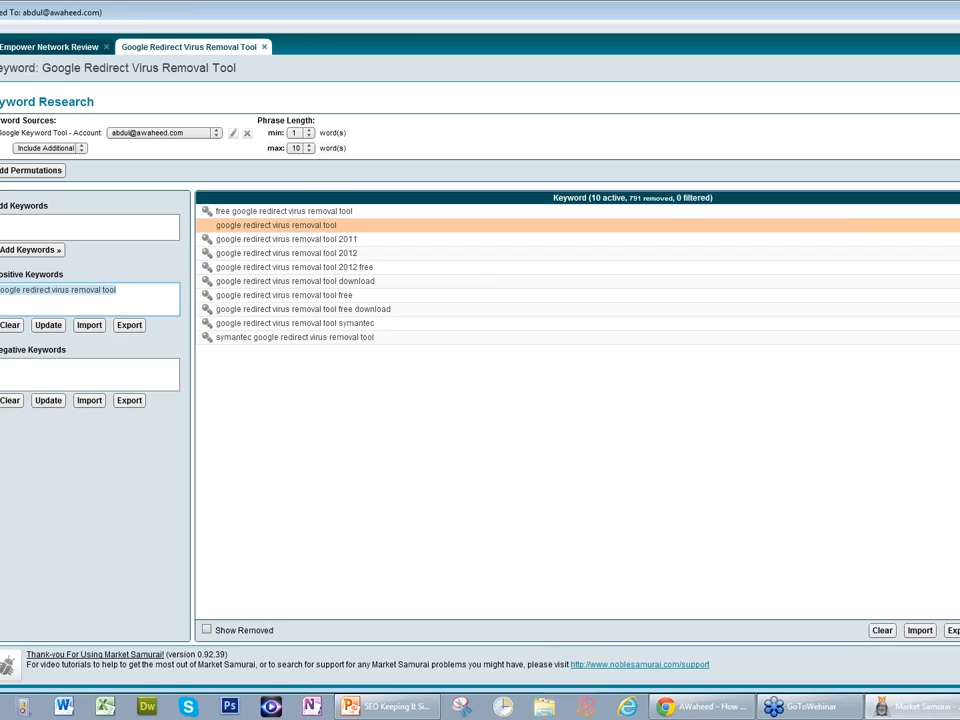 ed To: abdul@awaheed.com)
Empower Network Review × Google Redirect Virus Removal Tool ×
eyword: Google Redirect Virus Removal Tool
yword Research
word Sources:
Google Keyword Tool - Account: abdul@awaheed.com
Include Additional
Phrase Length:
min: 1 word(s)
max: 10 word(s)
dd Permutations
dd Keywords
Add Keywords »
ositive Keywords
oogle redirect virus removal tool
Clear Update Import Export
egative Keywords
Clear Update Import Export
Keyword (10 active, 791 removed, 0 filtered)
free google redirect virus removal tool
google redirect virus removal tool
google redirect virus removal tool 2011
google redirect virus removal tool 2012
google redirect virus removal tool 2012 free
google redirect virus removal tool download
google redirect virus removal tool free
google redirect virus removal tool free download
google redirect virus removal tool symantec
symantec google redirect virus removal tool
Show Removed
Clear Import Exp
Thank-you For Using Market Samurai! (version 0.92.39)
For video tutorials to help to get the most out of Market Samurai, or to search for support for any Market Samurai problems you might have, please visit http://www.noblesamurai.com/support
SEO Keeping It Si... AWaheed – How ... GoToWebinar Market Samurai -